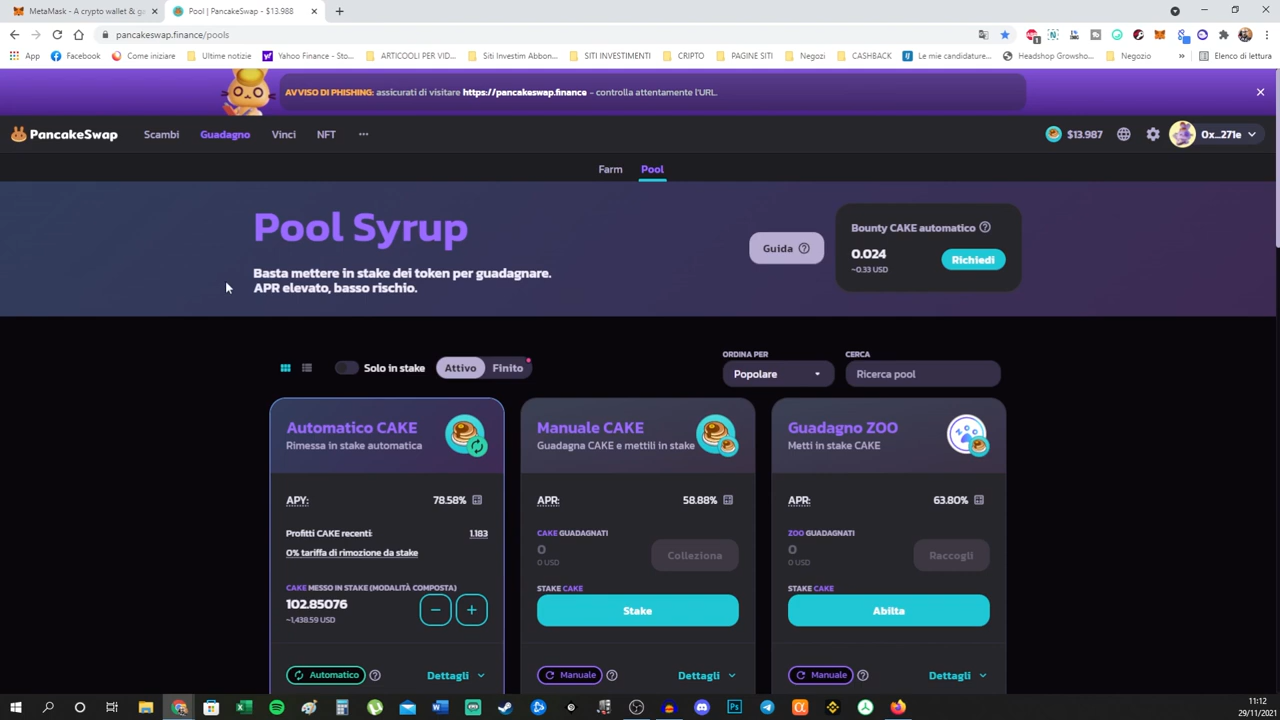 MetaMask - A crypto wallet & ga
Pool | PancakeSwap - $13.988
pancakeswap.finance/pools
App
Facebook
Come iniziare
Ultime notizie
Yahoo Finance - Sto...
ARTICOOLI PER VID...
Siti Investim Abbon...
SITI INVESTIMENTI
CRIPTO
PAGINE SITI
Negozi
CASHBACK
Le mie candidature...
Headshop Growsho...
Negozio
»
Elenco di lettura
AVVISO DI PHISHING: assicurati di visitare https://pancakeswap.finance - controlla attentamente l'URL.
PancakeSwap
Scambi
Guadagno
Vinci
NFT
$13.987
0x...271e
Farm
Pool
Pool Syrup
Basta mettere in stake dei token per guadagnare.
APR elevato, basso rischio.
Guida
Bounty CAKE automatico
0.024
~0.33 USD
Richiedi
Solo in stake
Attivo
Finito
ORDINA PER
Popolare
CERCA
Ricerca pool
Automatico CAKE
Rimessa in stake automatica
APY:
78.58%
Profitti CAKE recenti:
1.183
0% tariffa di rimozione da stake
CAKE MESSO IN STAKE (MODALITÀ COMPOSTA)
102.85076
~1,438.59 USD
Automatico
Dettagli
Manuale CAKE
Guadagna CAKE e mettili in stake
APR:
58.88%
CAKE GUADAGNATI
0
0 USD
Colleziona
STAKE CAKE
Stake
Manuale
Dettagli
Guadagno ZOO
Metti in stake CAKE
ZOO
APR:
63.80%
ZOO GUADAGNATI
0
0 USD
Raccogli
STAKE CAKE
Abilta
Manuale
Dettagli
11:12
29/11/2021